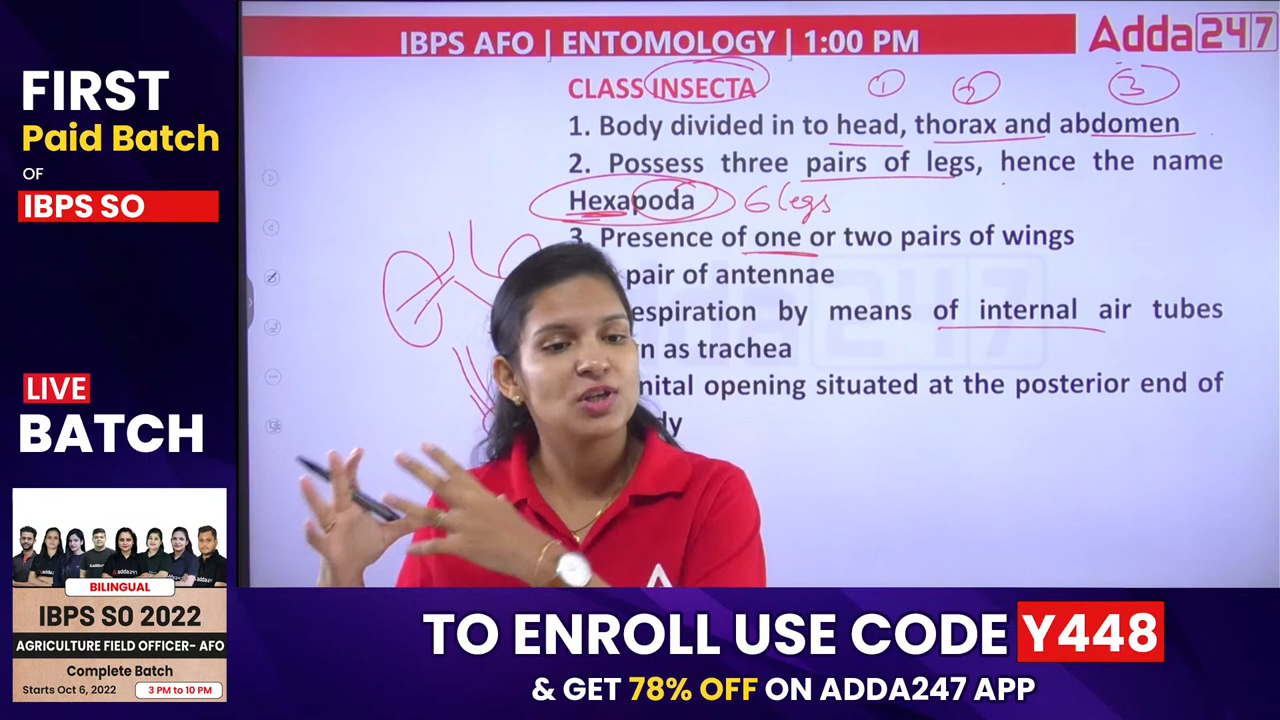 FIRST
Paid Batch
OF
IBPS SO
LIVE
BATCH
adda247
BILINGUAL
IBPS SO 2022
AGRICULTURE FIELD OFFICER- AFO
Complete Batch
Starts Oct 6, 2022 3 PM to 10 PM
IBPS AFO | ENTOMOLOGY | 1:00 PM
Adda247
CLASS INSECTA 1 2 3
1. Body divided in to head, thorax and abdomen
2. Possess three pairs of legs, hence the name
Hexapoda 6 legs
3. Presence of one or two pairs of wings
pair of antennae
espiration by means of internal air tubes
n as trachea
nital opening situated at the posterior end of
dy
TO ENROLL USE CODE Y448
& GET 78% OFF ON ADDA247 APP